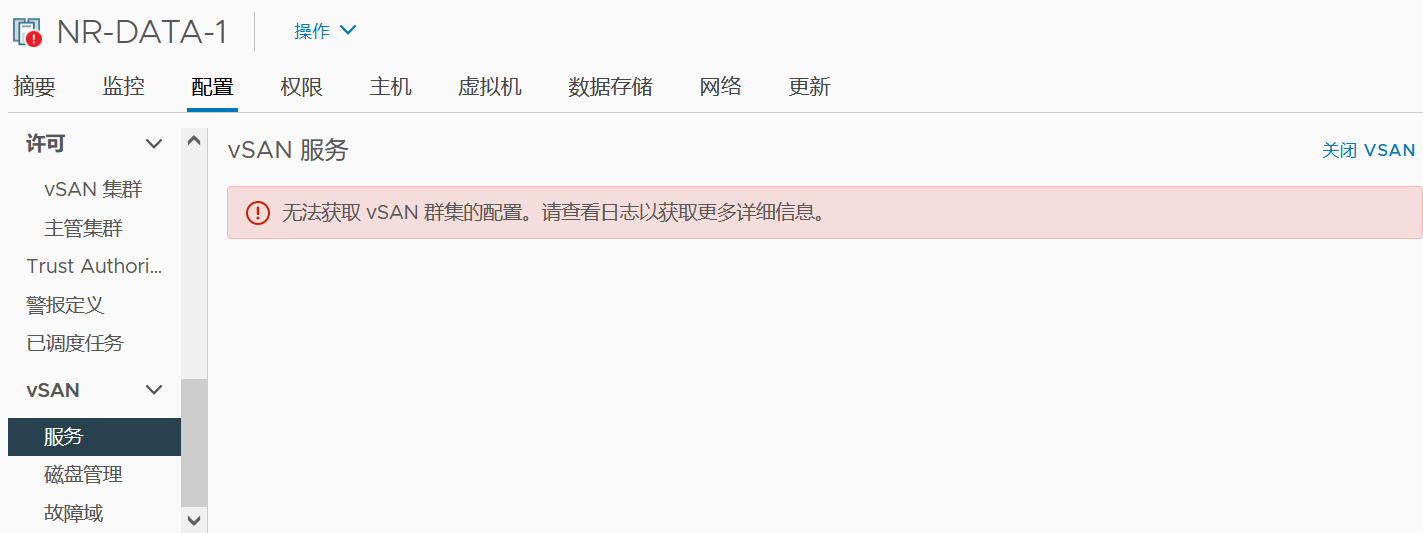 NR-DATA-1 操作
摘要 监控 配置 权限 主机 虚拟机 数据存储 网络 更新
许可
vSAN 集群
主管集群
Trust Authori...
警报定义
已调度任务
vSAN
服务
磁盘管理
故障域
vSAN 服务 关闭 VSAN
无法获取 vSAN 群集的配置。请查看日志以获取更多详细信息。